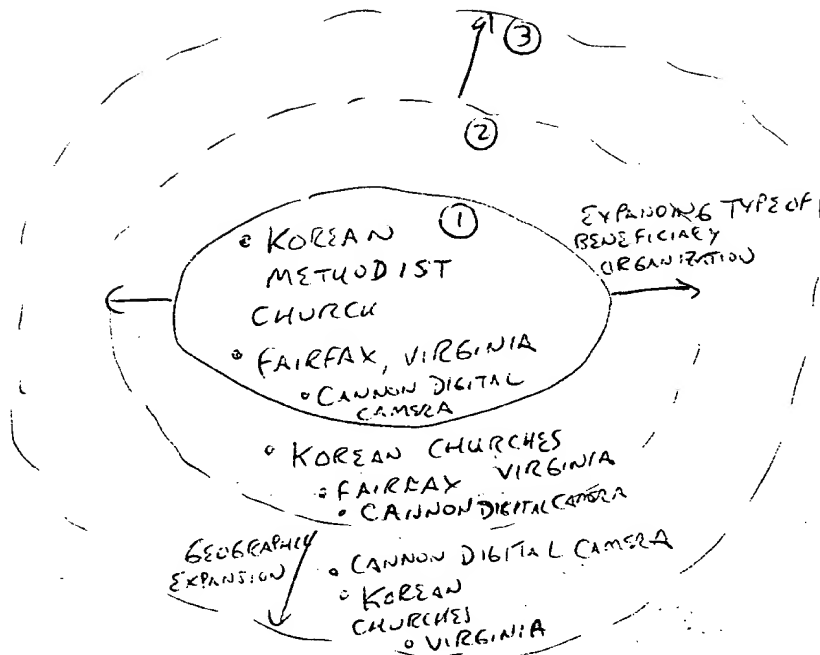 ③
②
①
EXPANDING TYPE OF
BENEFICIARY
ORGANIZATION
• KOREAN
METHODIST
CHURCH
• FAIRFAX, VIRGINIA
• CANNON DIGITAL
CAMERA
• KOREAN CHURCHES
• FAIRFAX VIRGINIA
• CANNON DIGITAL CAMERA
GEOGRAPHIC
EXPANSION
• CANNON DIGITAL CAMERA
• KOREAN
CHURCHES
• VIRGINIA